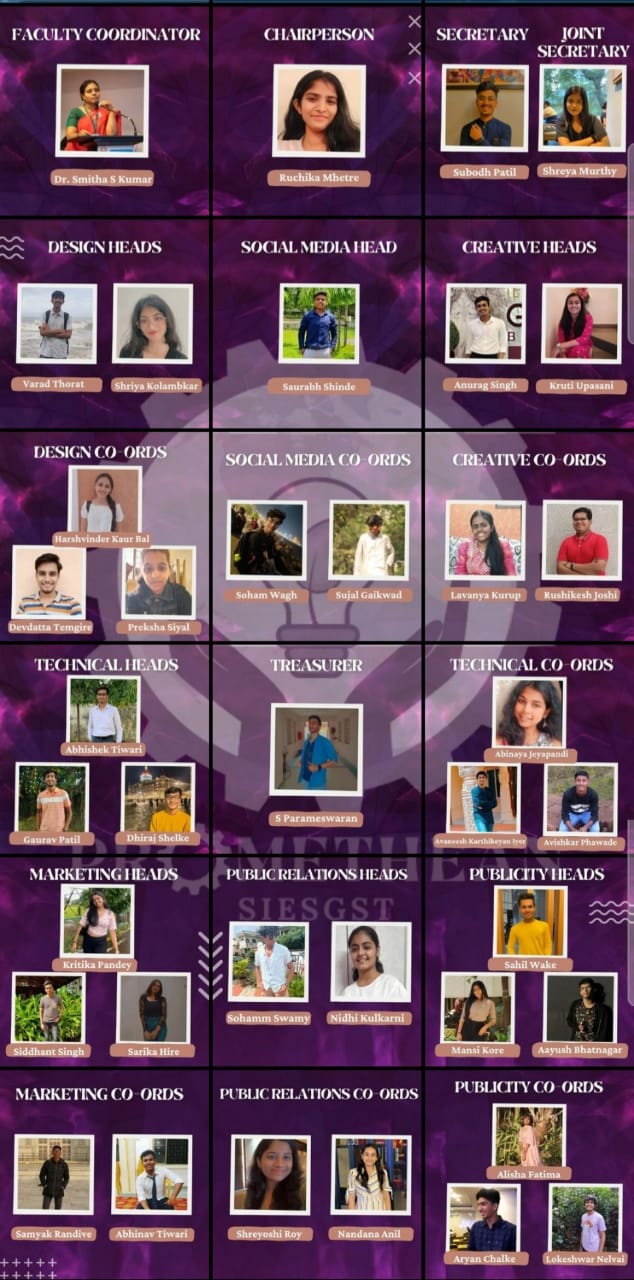 FACULTY COORDINATOR
Dr. Smitha S Kumar
CHAIRPERSON
Ruchika Mhetre
SECRETARY
Subodh Patil
JOINT
SECRETARY
Shreya Murthy
DESIGN HEADS
Varad Thorat
Shriya Kolambkar
SOCIAL MEDIA HEAD
Saurabh Shinde
CREATIVE HEADS
Anurag Singh
Kruti Upasani
DESIGN CO-ORDS
Harshvinder Kaur Bal
Devdatta Temgire
Preksha Siyal
SOCIAL MEDIA CO-ORDS
Soham Wagh
Sujal Gaikwad
CREATIVE CO-ORDS
Lavanya Kurup
Rushikesh Joshi
TECHNICAL HEADS
Abhishek Tiwari
Gaurav Patil
Dhiraj Shelke
TREASURER
S Parameswaran
TECHNICAL CO-ORDS
Abinaya Jeyapandi
Avaneesh Karthikeyan Iyer
Avishkar Phawade
PROMETHEAN
SIESGST
MARKETING HEADS
Kritika Pandey
Siddhant Singh
Sarika Hire
PUBLIC RELATIONS HEADS
Sohamm Swamy
Nidhi Kulkarni
PUBLICITY HEADS
Sahil Wake
Mansi Kore
Aayush Bhatnagar
MARKETING CO-ORDS
Samyak Randive
Abhinav Tiwari
PUBLIC RELATIONS CO-ORDS
Shreyoshi Roy
Nandana Anil
PUBLICITY CO-ORDS
Alisha Fatima
Aryan Chalke
Lokeshwar Nelvai